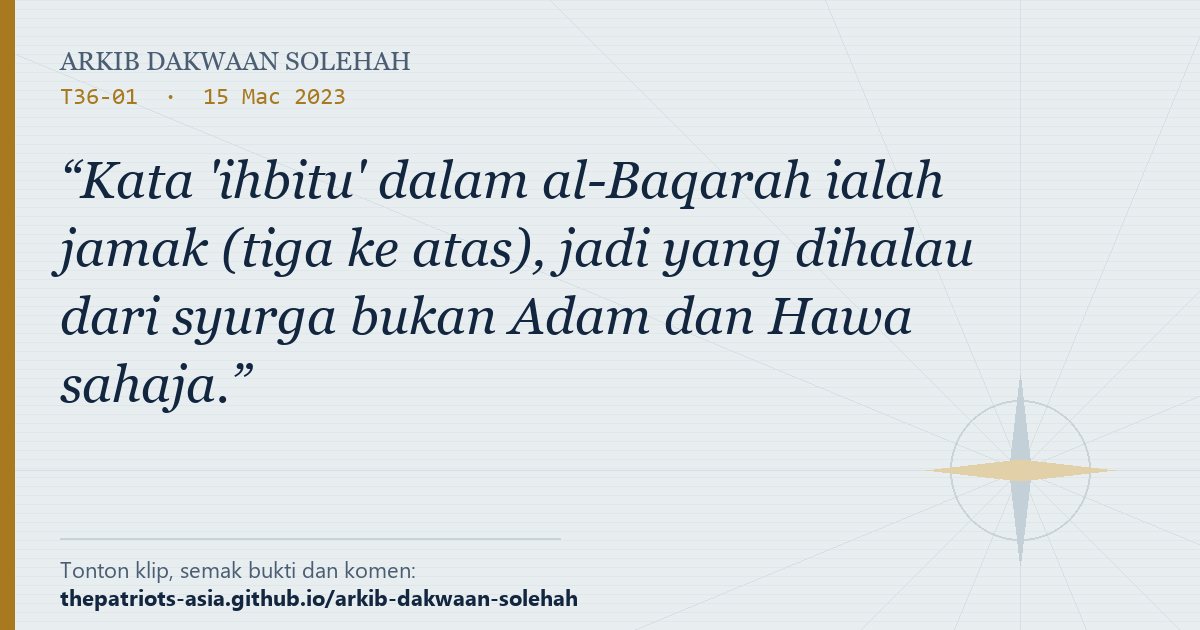 ARKIB DAKWAAN SOLEHAH
T36-01 · 15 Mac 2023
“Kata 'ihbitu' dalam al-Baqarah ialah
jamak (tiga ke atas), jadi yang dihalau
dari syurga bukan Adam dan Hawa
sahaja.”
Tonton klip, semak bukti dan komen:
thepatriots-asia.github.io/arkib-dakwaan-solehah